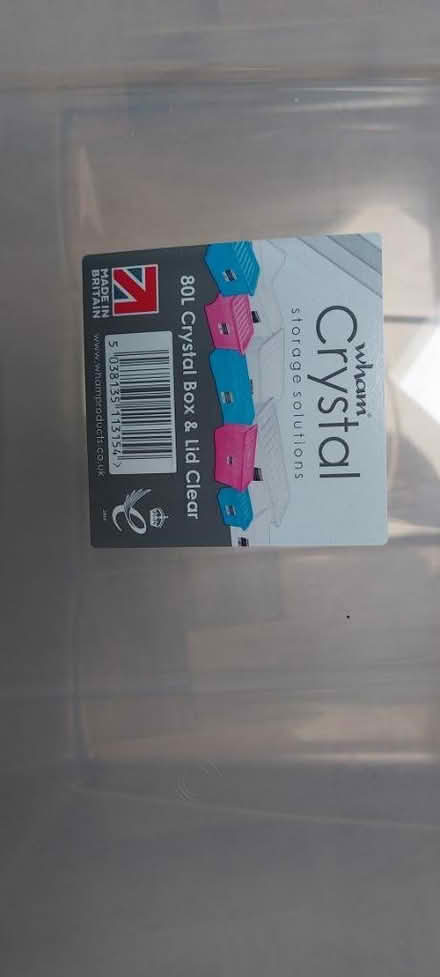 wham®
Crystal
storage solutions
80L Crystal Box & Lid Clear
MADE IN
BRITAIN
5 038135 113154 >
www.whamproducts.co.uk